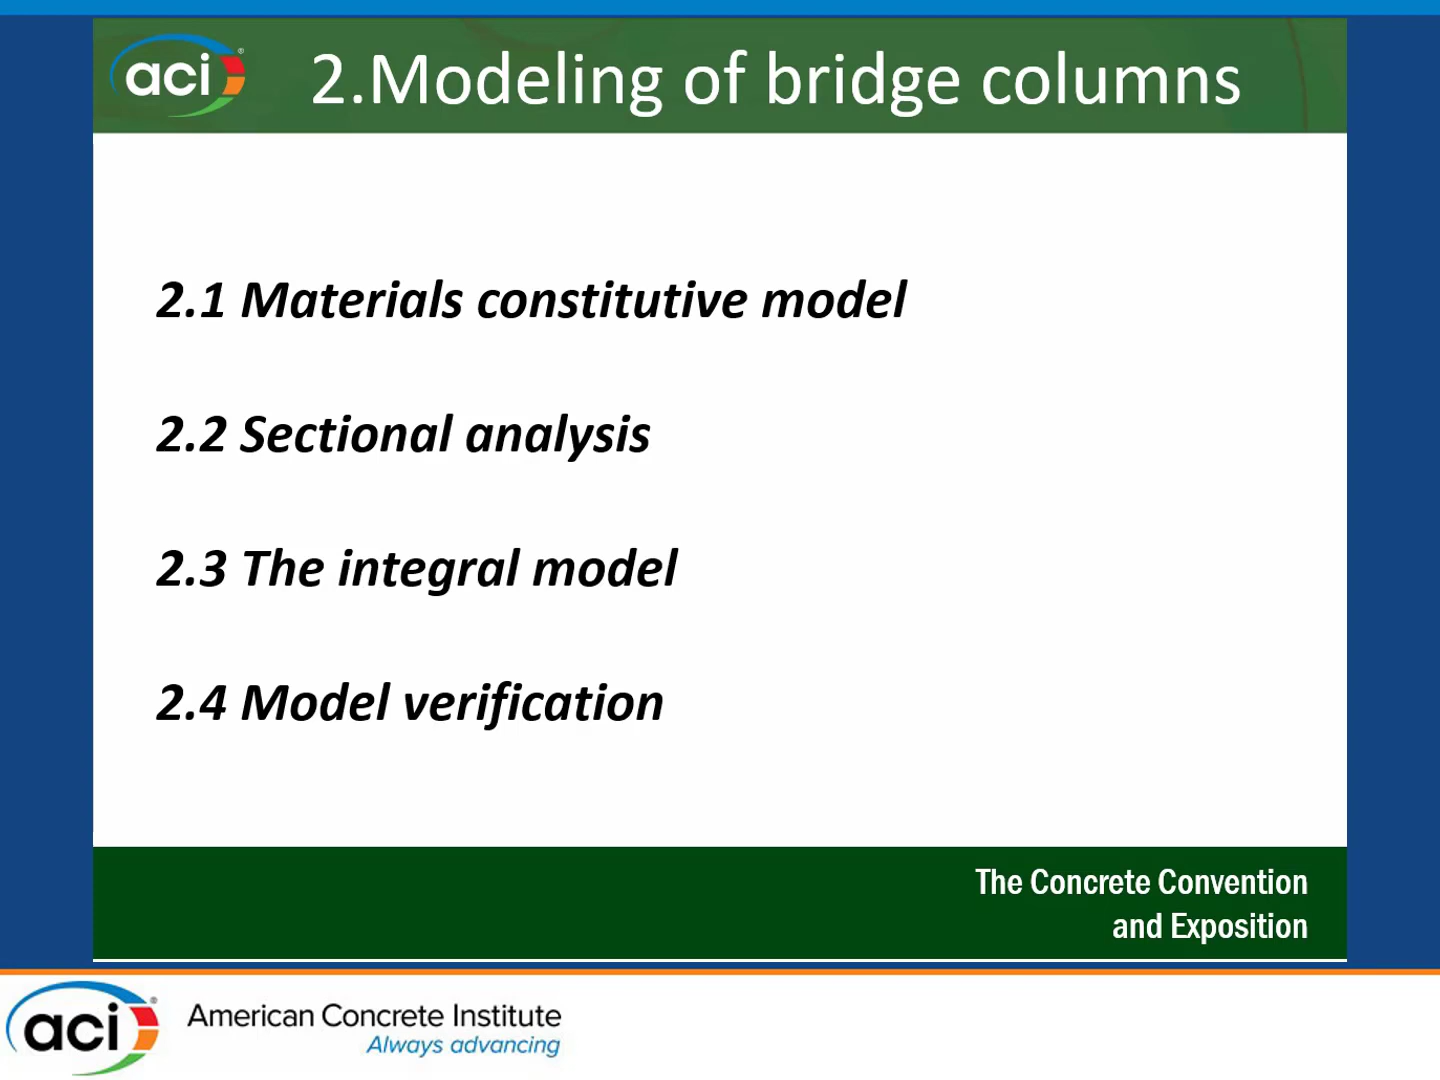 aci®
2.Modeling of bridge columns
2.1 Materials constitutive model
2.2 Sectional analysis
2.3 The integral model
2.4 Model verification
The Concrete Convention
and Exposition
aci®
American Concrete Institute
Always advancing